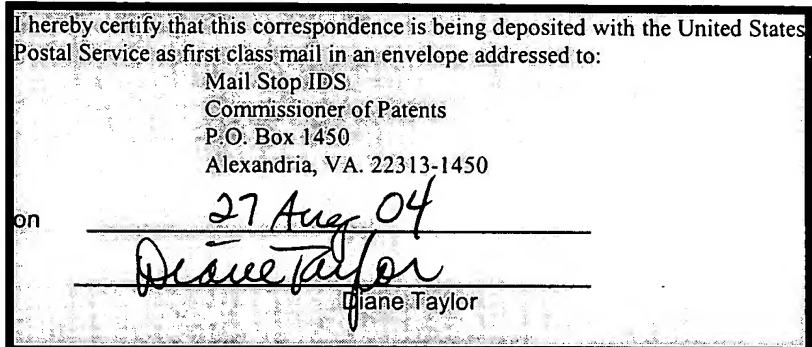 I hereby certify that this correspondence is being deposited with the United States
Postal Service as first class mail in an envelope addressed to:
Mail Stop IDS
Commissioner of Patents
P.O. Box 1450
Alexandria, VA. 22313-1450
on 27 Aug 04
Diane Taylor
Diane Taylor